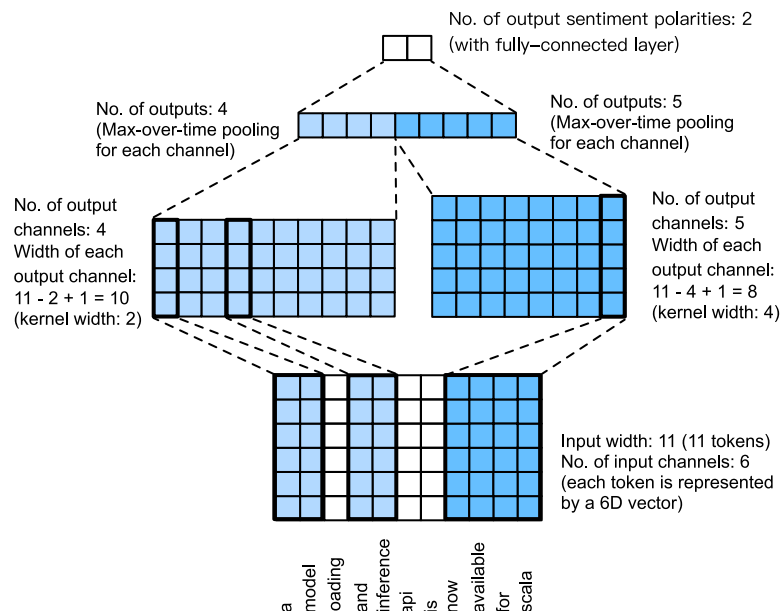 No. of output sentiment polarities: 2
(with fully–connected layer)
No. of outputs: 4
(Max-over-time pooling
for each channel)
No. of outputs: 5
(Max-over-time pooling
for each channel)
No. of output
channels: 4
Width of each
output channel:
11 - 2 + 1 = 10
(kernel width: 2)
No. of output
channels: 5
Width of each
output channel:
11 - 4 + 1 = 8
(kernel width: 4)
Input width: 11 (11 tokens)
No. of input channels: 6
(each token is represented
by a 6D vector)
a
model
oading
and
inference
api
is
now
available
for
scala